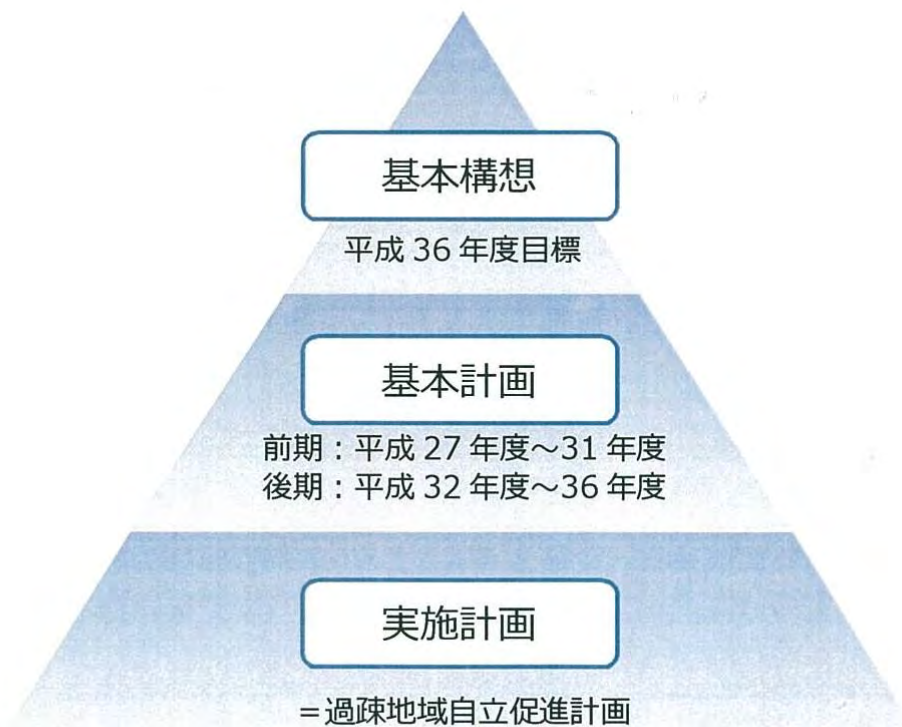 基本構想
平成 36 年度目標
基本計画
前期：平成 27 年度～31 年度
後期：平成 32 年度～36 年度
実施計画
＝過疎地域自立促進計画